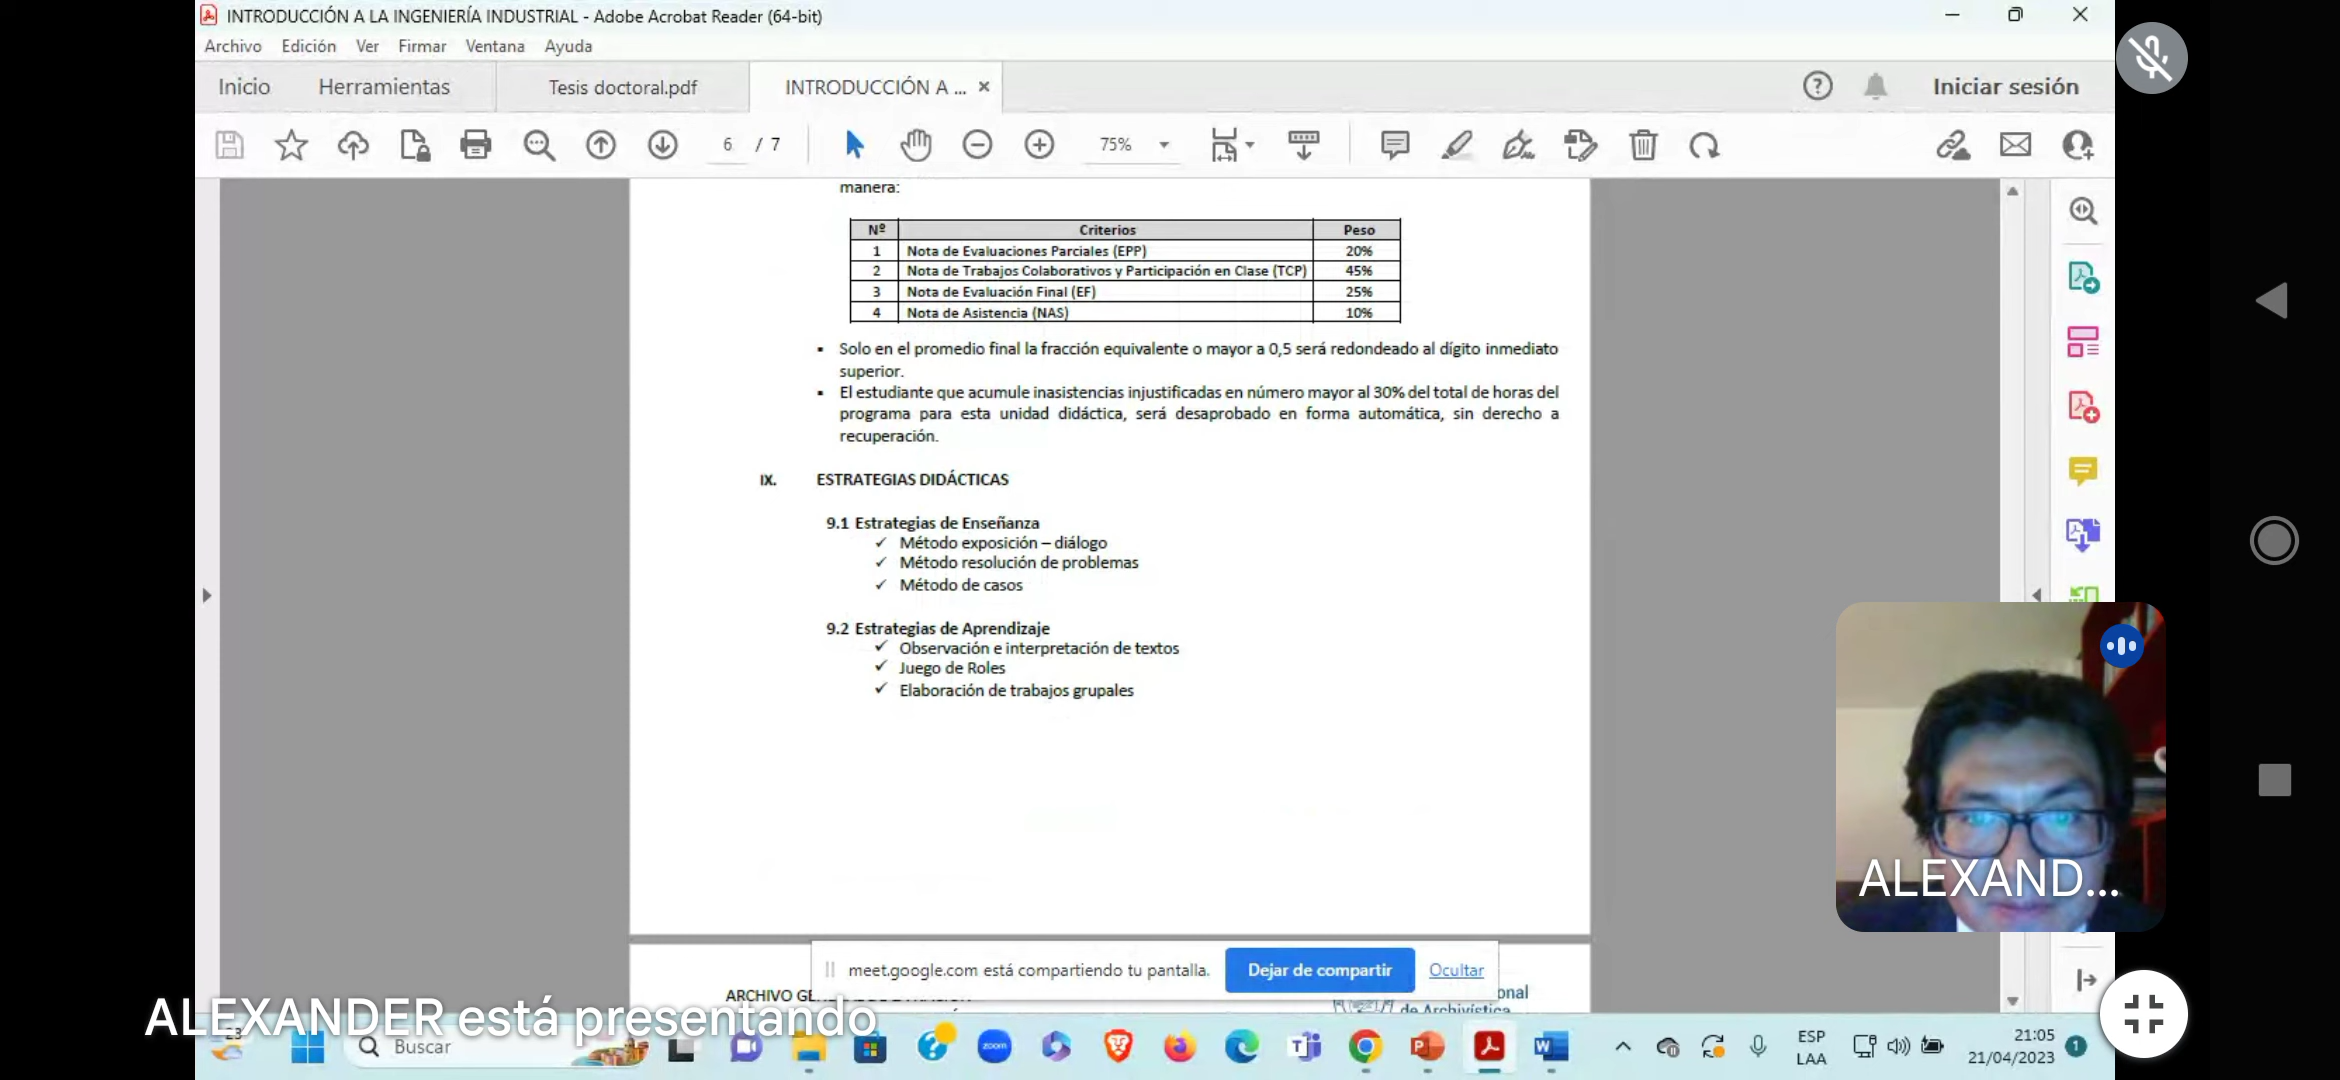 INTRODUCCIÓN A LA INGENIERÍA INDUSTRIAL - Adobe Acrobat Reader (64-bit)
Archivo Edición Ver Firmar Ventana Ayuda
Inicio Herramientas Tesis doctoral.pdf INTRODUCCIÓN A ... × Iniciar sesión
6 / 7 75%
manera:
Nº Criterios Peso
1 Nota de Evaluaciones Parciales (EPP) 20%
2 Nota de Trabajos Colaborativos y Participación en Clase (TCP) 45%
3 Nota de Evaluación Final (EF) 25%
4 Nota de Asistencia (NAS) 10%
▪ Solo en el promedio final la fracción equivalente o mayor a 0,5 será redondeado al dígito inmediato
superior.
▪ El estudiante que acumule inasistencias injustificadas en número mayor al 30% del total de horas del
programa para esta unidad didáctica, será desaprobado en forma automática, sin derecho a
recuperación.
IX. ESTRATEGIAS DIDÁCTICAS
9.1 Estrategias de Enseñanza
✓ Método exposición – diálogo
✓ Método resolución de problemas
✓ Método de casos
9.2 Estrategias de Aprendizaje
✓ Observación e interpretación de textos
✓ Juego de Roles
✓ Elaboración de trabajos grupales
ALEXAND...
meet.google.com está compartiendo tu pantalla. Dejar de compartir Ocultar
ARCHIVO
de Archivística
ALEXANDER está presentando
23
Buscar
zoom
ESP
LAA
21:05
21/04/2023
1